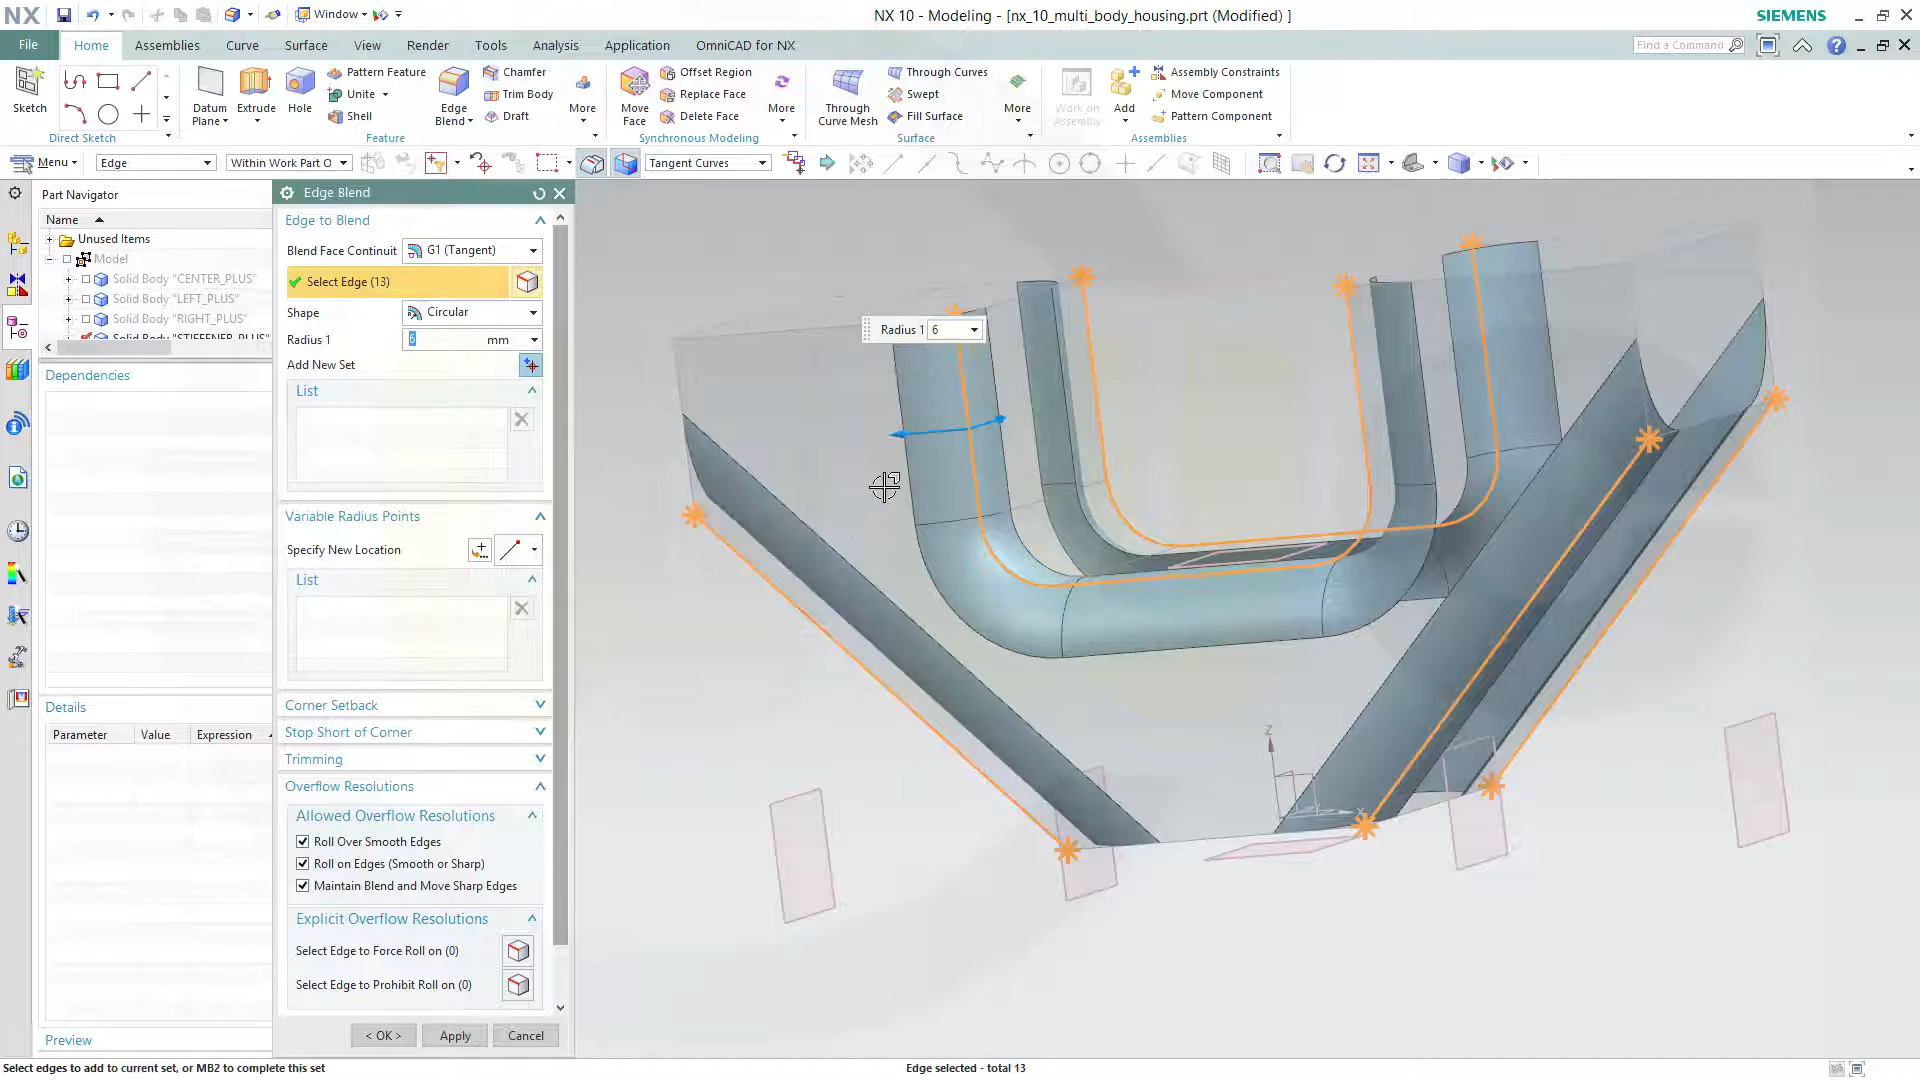 NX
Window
NX 10 - Modeling - [nx_10_multi_body_housing.prt (Modified) ]
SIEMENS
File
Home
Assemblies
Curve
Surface
View
Render
Tools
Analysis
Application
OmniCAD for NX
Find a Command
Sketch
Datum Plane
Extrude
Hole
Pattern Feature
Unite
Shell
Edge Blend
Chamfer
Trim Body
Draft
More
Move Face
Offset Region
Replace Face
Delete Face
More
Through Curve Mesh
Through Curves
Swept
Fill Surface
More
Work on Assembly
Add
Assembly Constraints
Move Component
Pattern Component
Direct Sketch
Feature
Synchronous Modeling
Surface
Assemblies
Menu
Edge
Within Work Part O
Tangent Curves
Part Navigator
Name
Unused Items
Model
Solid Body "CENTER_PLUS"
Solid Body "LEFT_PLUS"
Solid Body "RIGHT_PLUS"
Solid Body "STIFFENER_PLUS"
Dependencies
Details
Parameter
Value
Expression
Preview
Edge Blend
Edge to Blend
Blend Face Continuit
G1 (Tangent)
Select Edge (13)
Shape
Circular
Radius 1
6
mm
Add New Set
List
Variable Radius Points
Specify New Location
List
Corner Setback
Stop Short of Corner
Trimming
Overflow Resolutions
Allowed Overflow Resolutions
Roll Over Smooth Edges
Roll on Edges (Smooth or Sharp)
Maintain Blend and Move Sharp Edges
Explicit Overflow Resolutions
Select Edge to Force Roll on (0)
Select Edge to Prohibit Roll on (0)
< OK >
Apply
Cancel
Radius 1
6
Z
X
Select edges to add to current set, or MB2 to complete this set
Edge selected - total 13